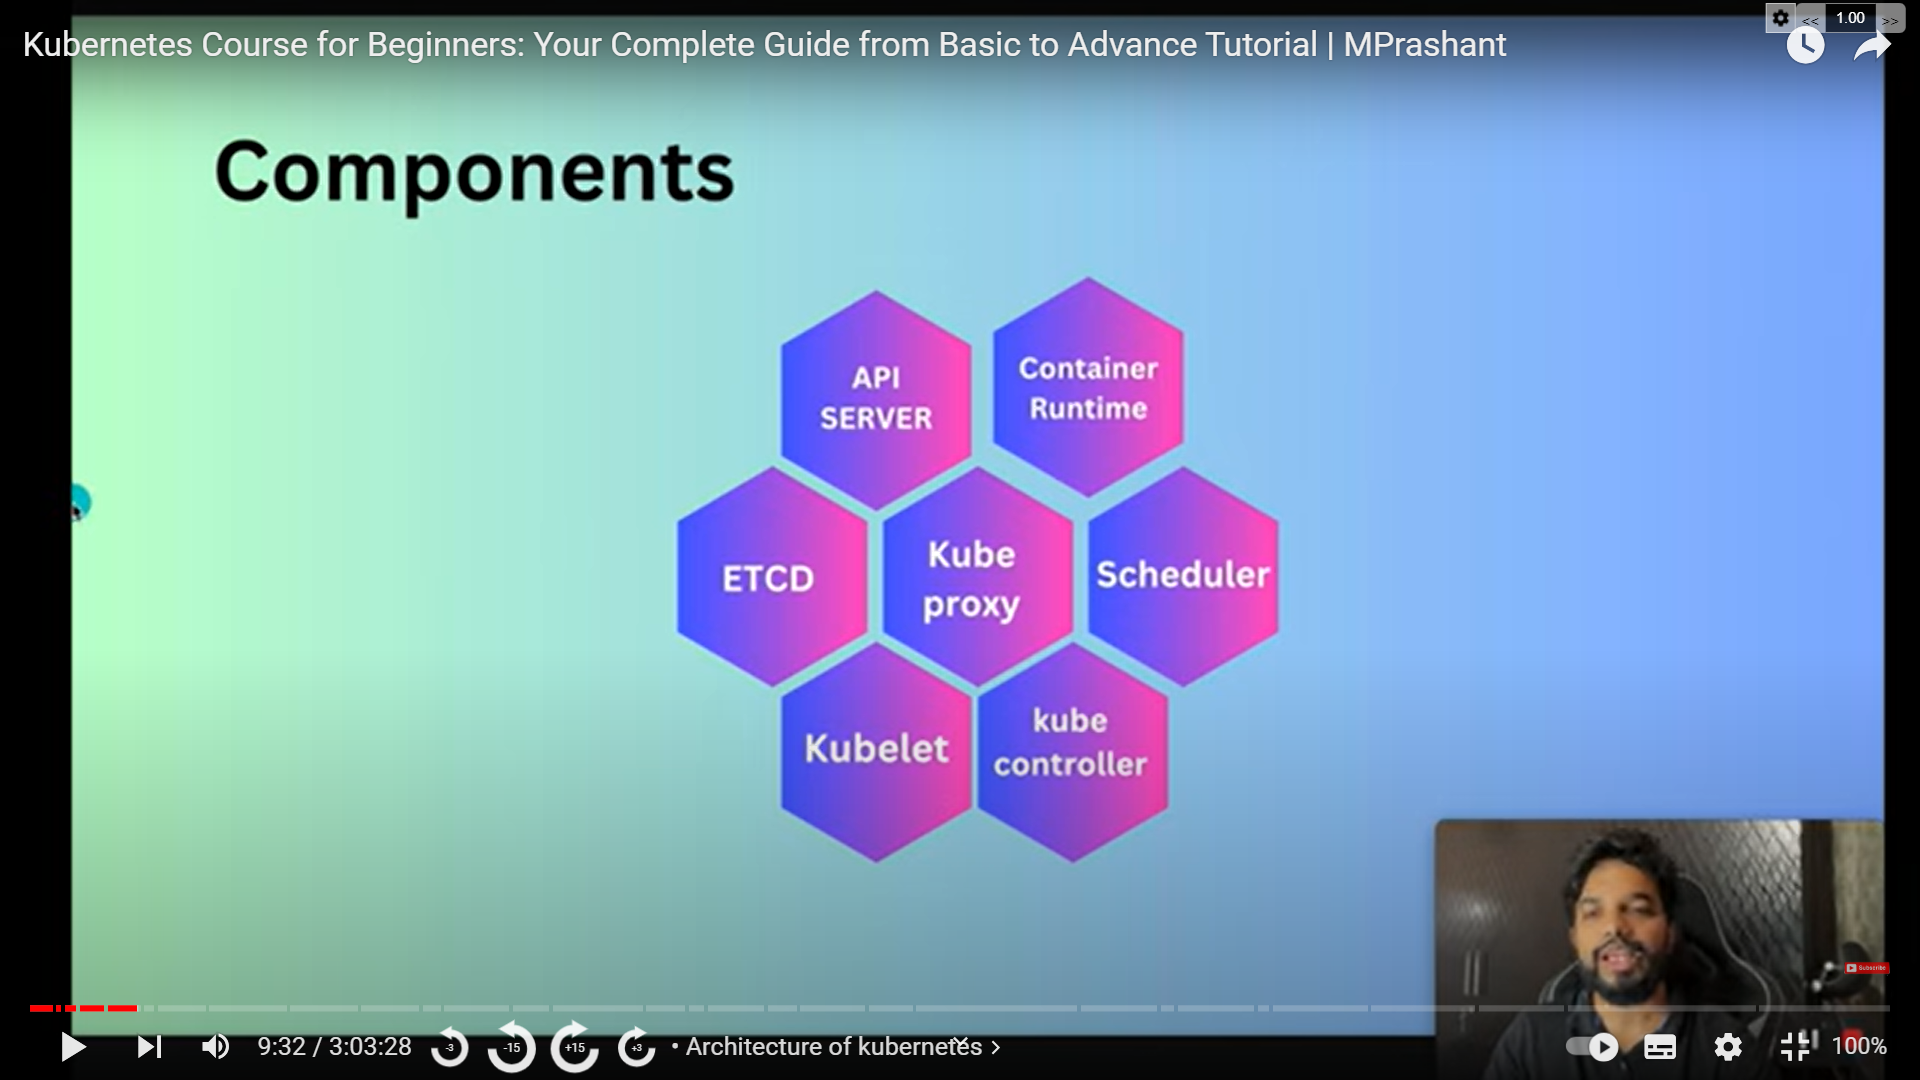 << 1.00 >>
Kubernetes Course for Beginners: Your Complete Guide from Basic to Advance Tutorial | MPrashant
Components
API
SERVER
Container
Runtime
ETCD
Kube
proxy
Scheduler
Kubelet
kube
controller
Subscribe
9:32 / 3:03:28
-3
-15
+15
+3
• Architecture of kubernetes >
100%